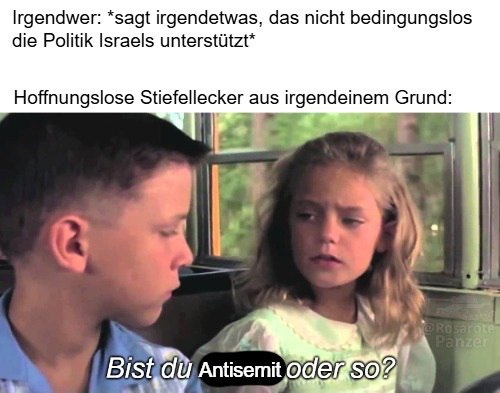 Irgendwer: *sagt irgendetwas, das nicht bedingungslos
die Politik Israels unterstützt*
Hoffnungslose Stiefellecker aus irgendeinem Grund:
@Rosarote
Panzer
Bist du Antisemit oder so?